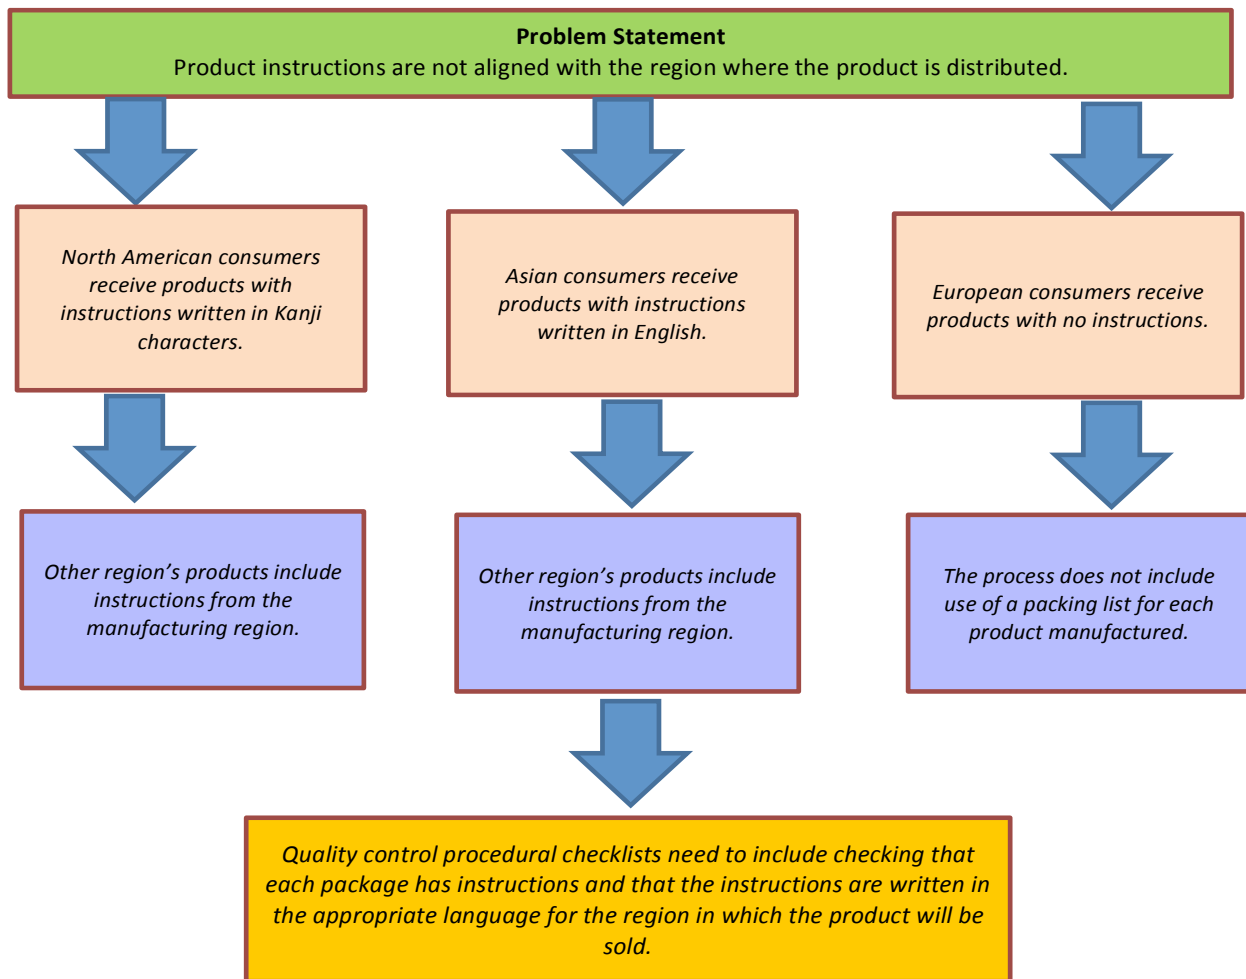 Problem Statement
Product instructions are not aligned with the region where the product is distributed.
North American consumers
receive products with
instructions written in Kanji
characters.
Asian consumers receive
products with instructions
written in English.
European consumers receive
products with no instructions.
Other region’s products include
instructions from the
manufacturing region.
Other region’s products include
instructions from the
manufacturing region.
The process does not include
use of a packing list for each
product manufactured.
Quality control procedural checklists need to include checking that
each package has instructions and that the instructions are written in
the appropriate language for the region in which the product will be
sold.